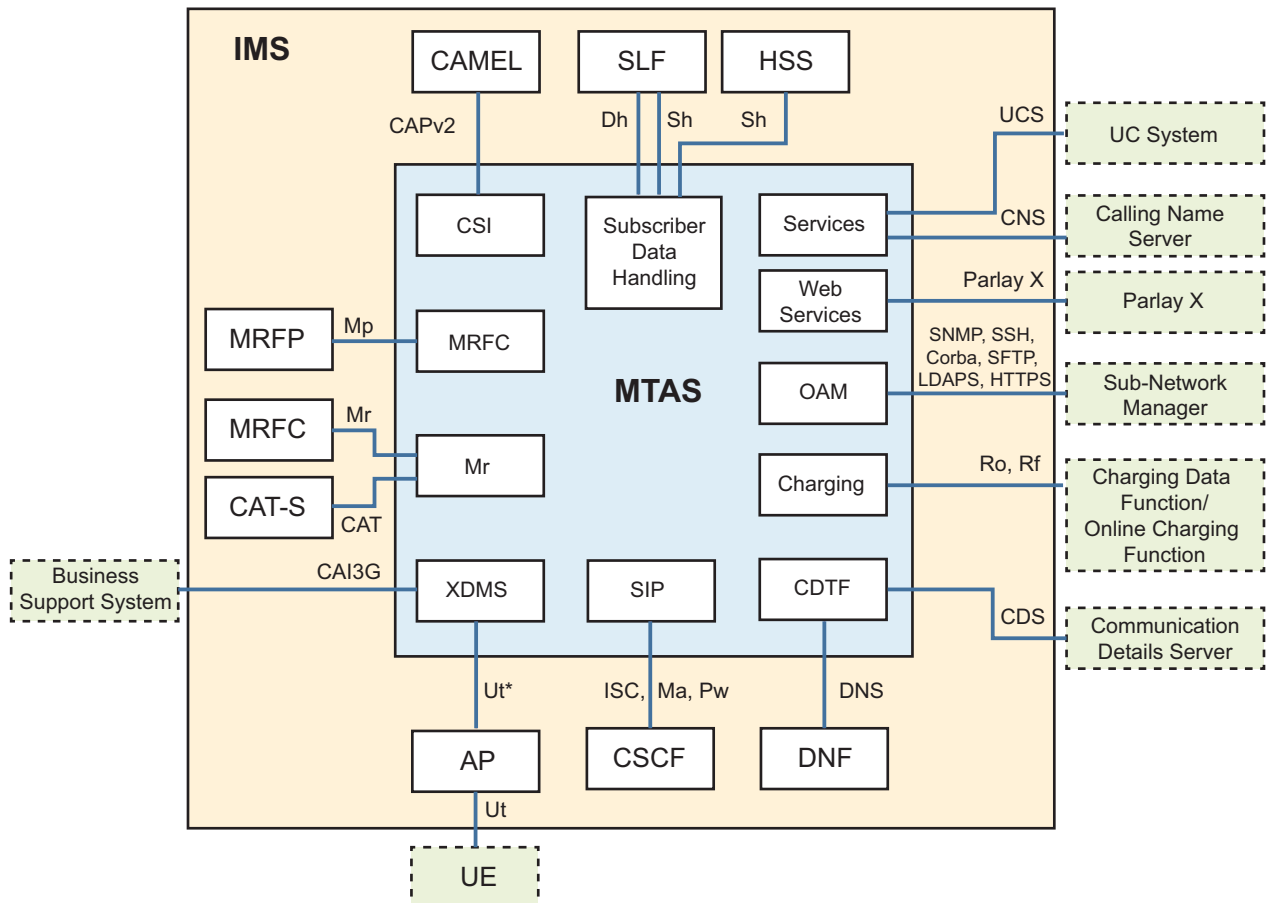 IMS
CAMEL
SLF
HSS
CAPv2
Dh
Sh
Sh
UCS
UC System
CSI
Subscriber
Data
Handling
Services
CNS
Calling Name
Server
Web
Services
Parlay X
Parlay X
MRFP
Mp
MRFC
MTAS
OAM
SNMP, SSH,
Corba, SFTP,
LDAPS, HTTPS
Sub-Network
Manager
MRFC
Mr
Mr
CAT-S
CAT
Charging
Ro, Rf
Charging Data
Function/
Online Charging
Function
Business
Support System
CAI3G
XDMS
SIP
CDTF
CDS
Communication
Details Server
Ut*
ISC, Ma, Pw
DNS
AP
CSCF
DNF
Ut
UE